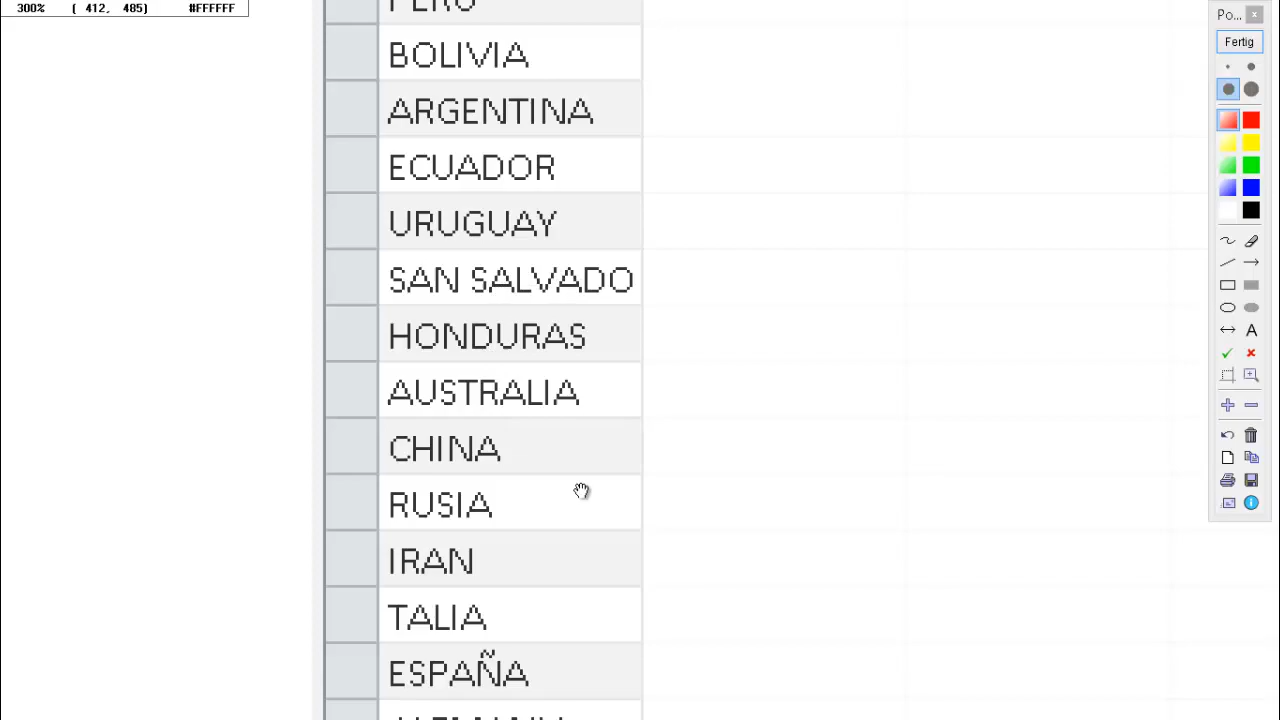 300% ( 412, 485) #FFFFFF
Po...
Fertig
PERU
BOLIVIA
ARGENTINA
ECUADOR
URUGUAY
SAN SALVADO
HONDURAS
AUSTRALIA
CHINA
RUSIA
IRAN
TALIA
ESPAÑA